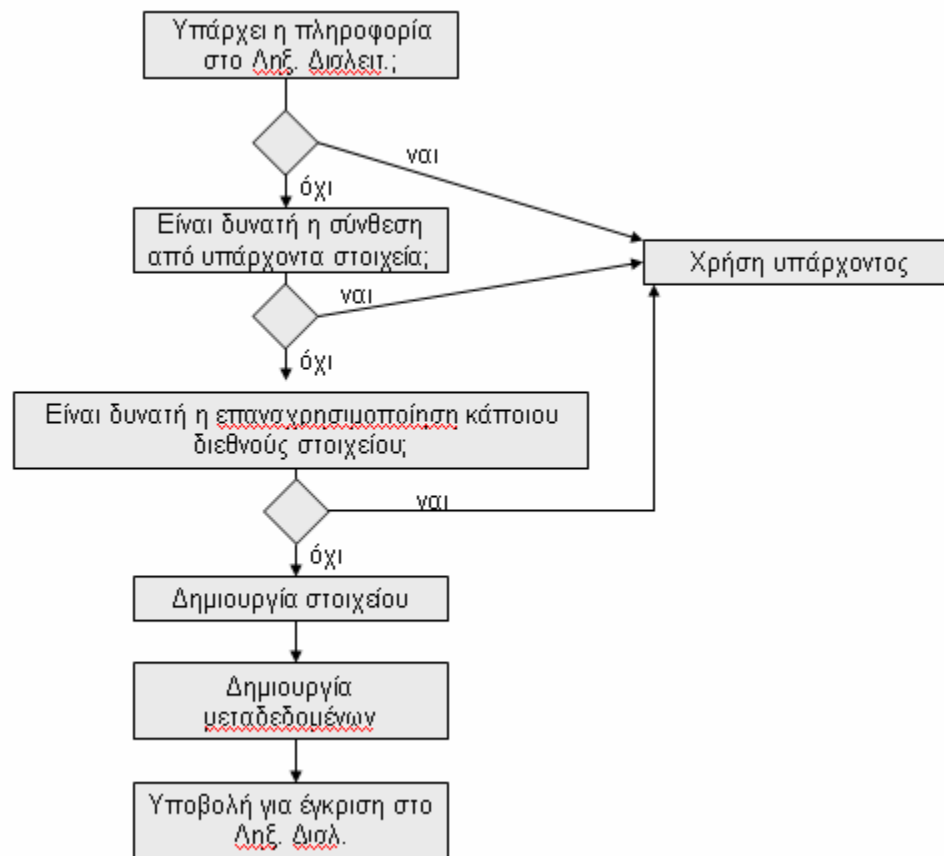 Υπάρχει η πληροφορία
στο Ληξ. Διαλειτ.;
ναι
όχι
Είναι δυνατή η σύνθεση
από υπάρχοντα στοιχεία;
Χρήση υπάρχοντος
ναι
όχι
Είναι δυνατή η επαναχρησιμοποίηση κάποιου
διεθνούς στοιχείου;
ναι
όχι
Δημιουργία στοιχείου
Δημιουργία
μεταδεδομένων
Υποβολή για έγκριση στο
Ληξ. Διαλ.